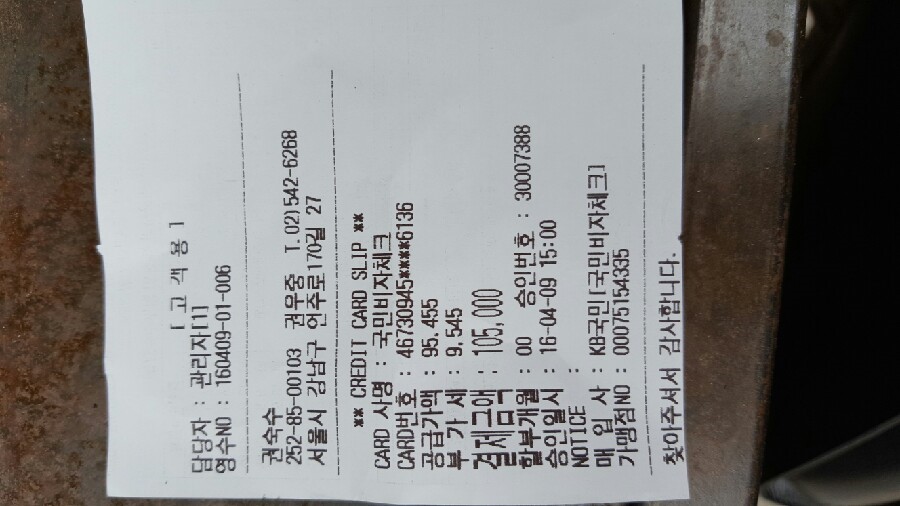 [ 고 객 용 ]
담당자 : 관리자[1]
영수NO : 160409-01-006
권숙수
252-85-00103 권우중 T.02)542-6268
서울시 강남구 언주로170길 27
** CREDIT CARD SLIP **
CARD 사명 : 국민비자체크
CARD번호 : 46730945****6136
공급가액 : 95,455
부 가 세 : 9,545
결제금액 : 105,000
할부개월 : 00 승인번호 : 30007388
승인일시 : 16-04-09 15:00
NOTICE :
매 입 사 : KB국민[국민비자체크]
가맹점NO : 00075154335
찾아주셔서 감사합니다.